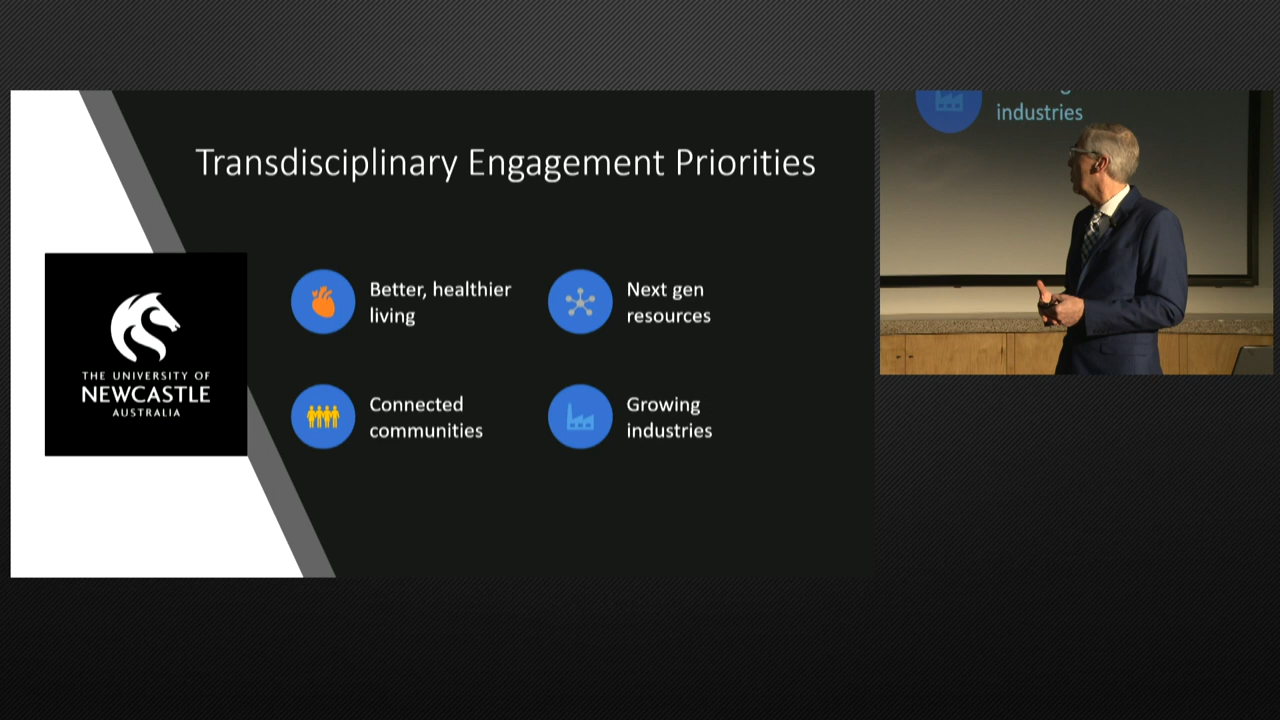 Transdisciplinary Engagement Priorities
THE UNIVERSITY OF
NEWCASTLE
AUSTRALIA
Better, healthier
living
Next gen
resources
Connected
communities
Growing
industries
industries